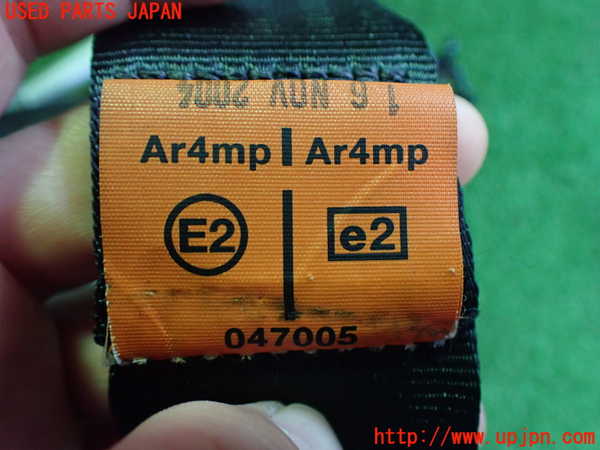 USED PARTS JAPAN
16 NOV 2004
Ar4mp | Ar4mp
E2 e2
047005
http://www.upjpn.com